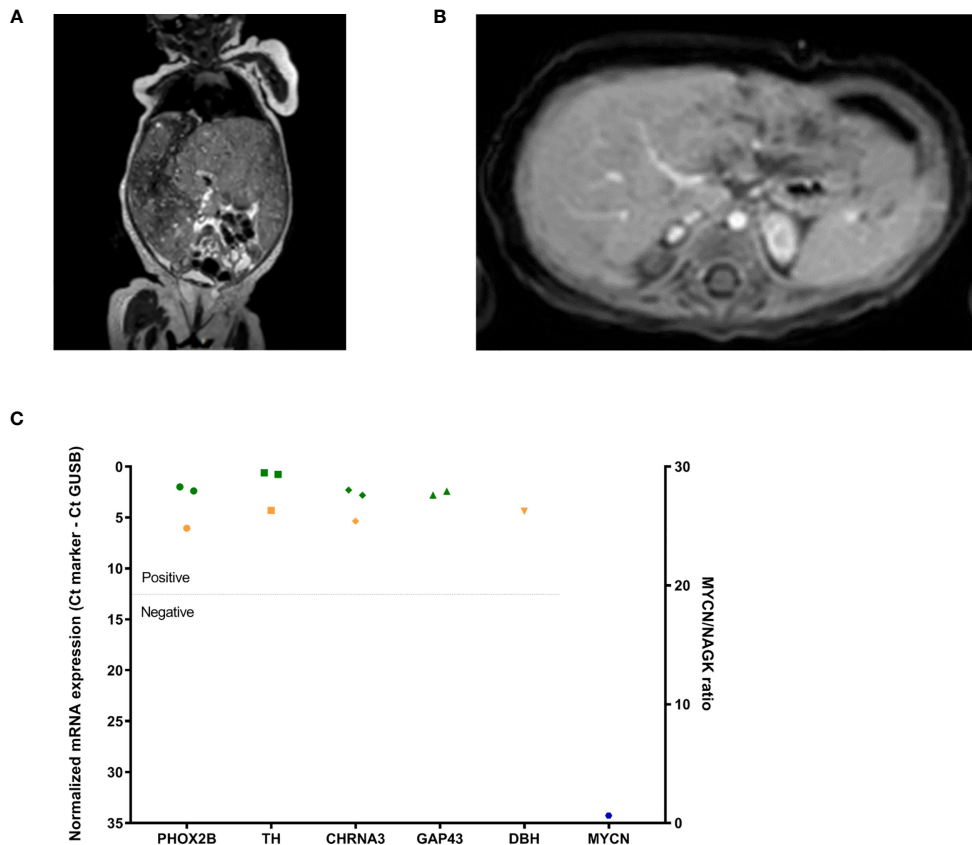 A
B
C
Normalized mRNA expression (Ct marker - Ct GUSB)
0
5
10
15
20
25
30
35
Positive
Negative
PHOX2B TH CHRNA3 GAP43 DBH MYCN
30
20
10
0
MYCN/NAGK ratio